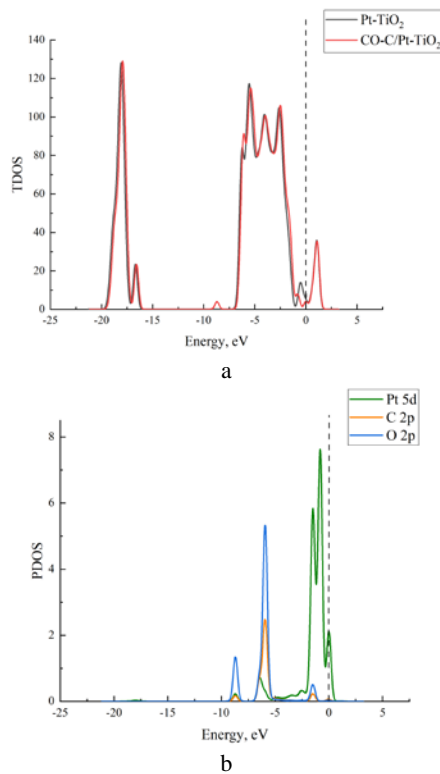 Pt-TiO₂
CO-C/Pt-TiO₂
TDOS
140
120
100
80
60
40
20
0
-25 -20 -15 -10 -5 0 5
Energy, eV
a
Pt 5d
C 2p
O 2p
PDOS
8
6
4
2
0
-25 -20 -15 -10 -5 0 5
Energy, eV
b